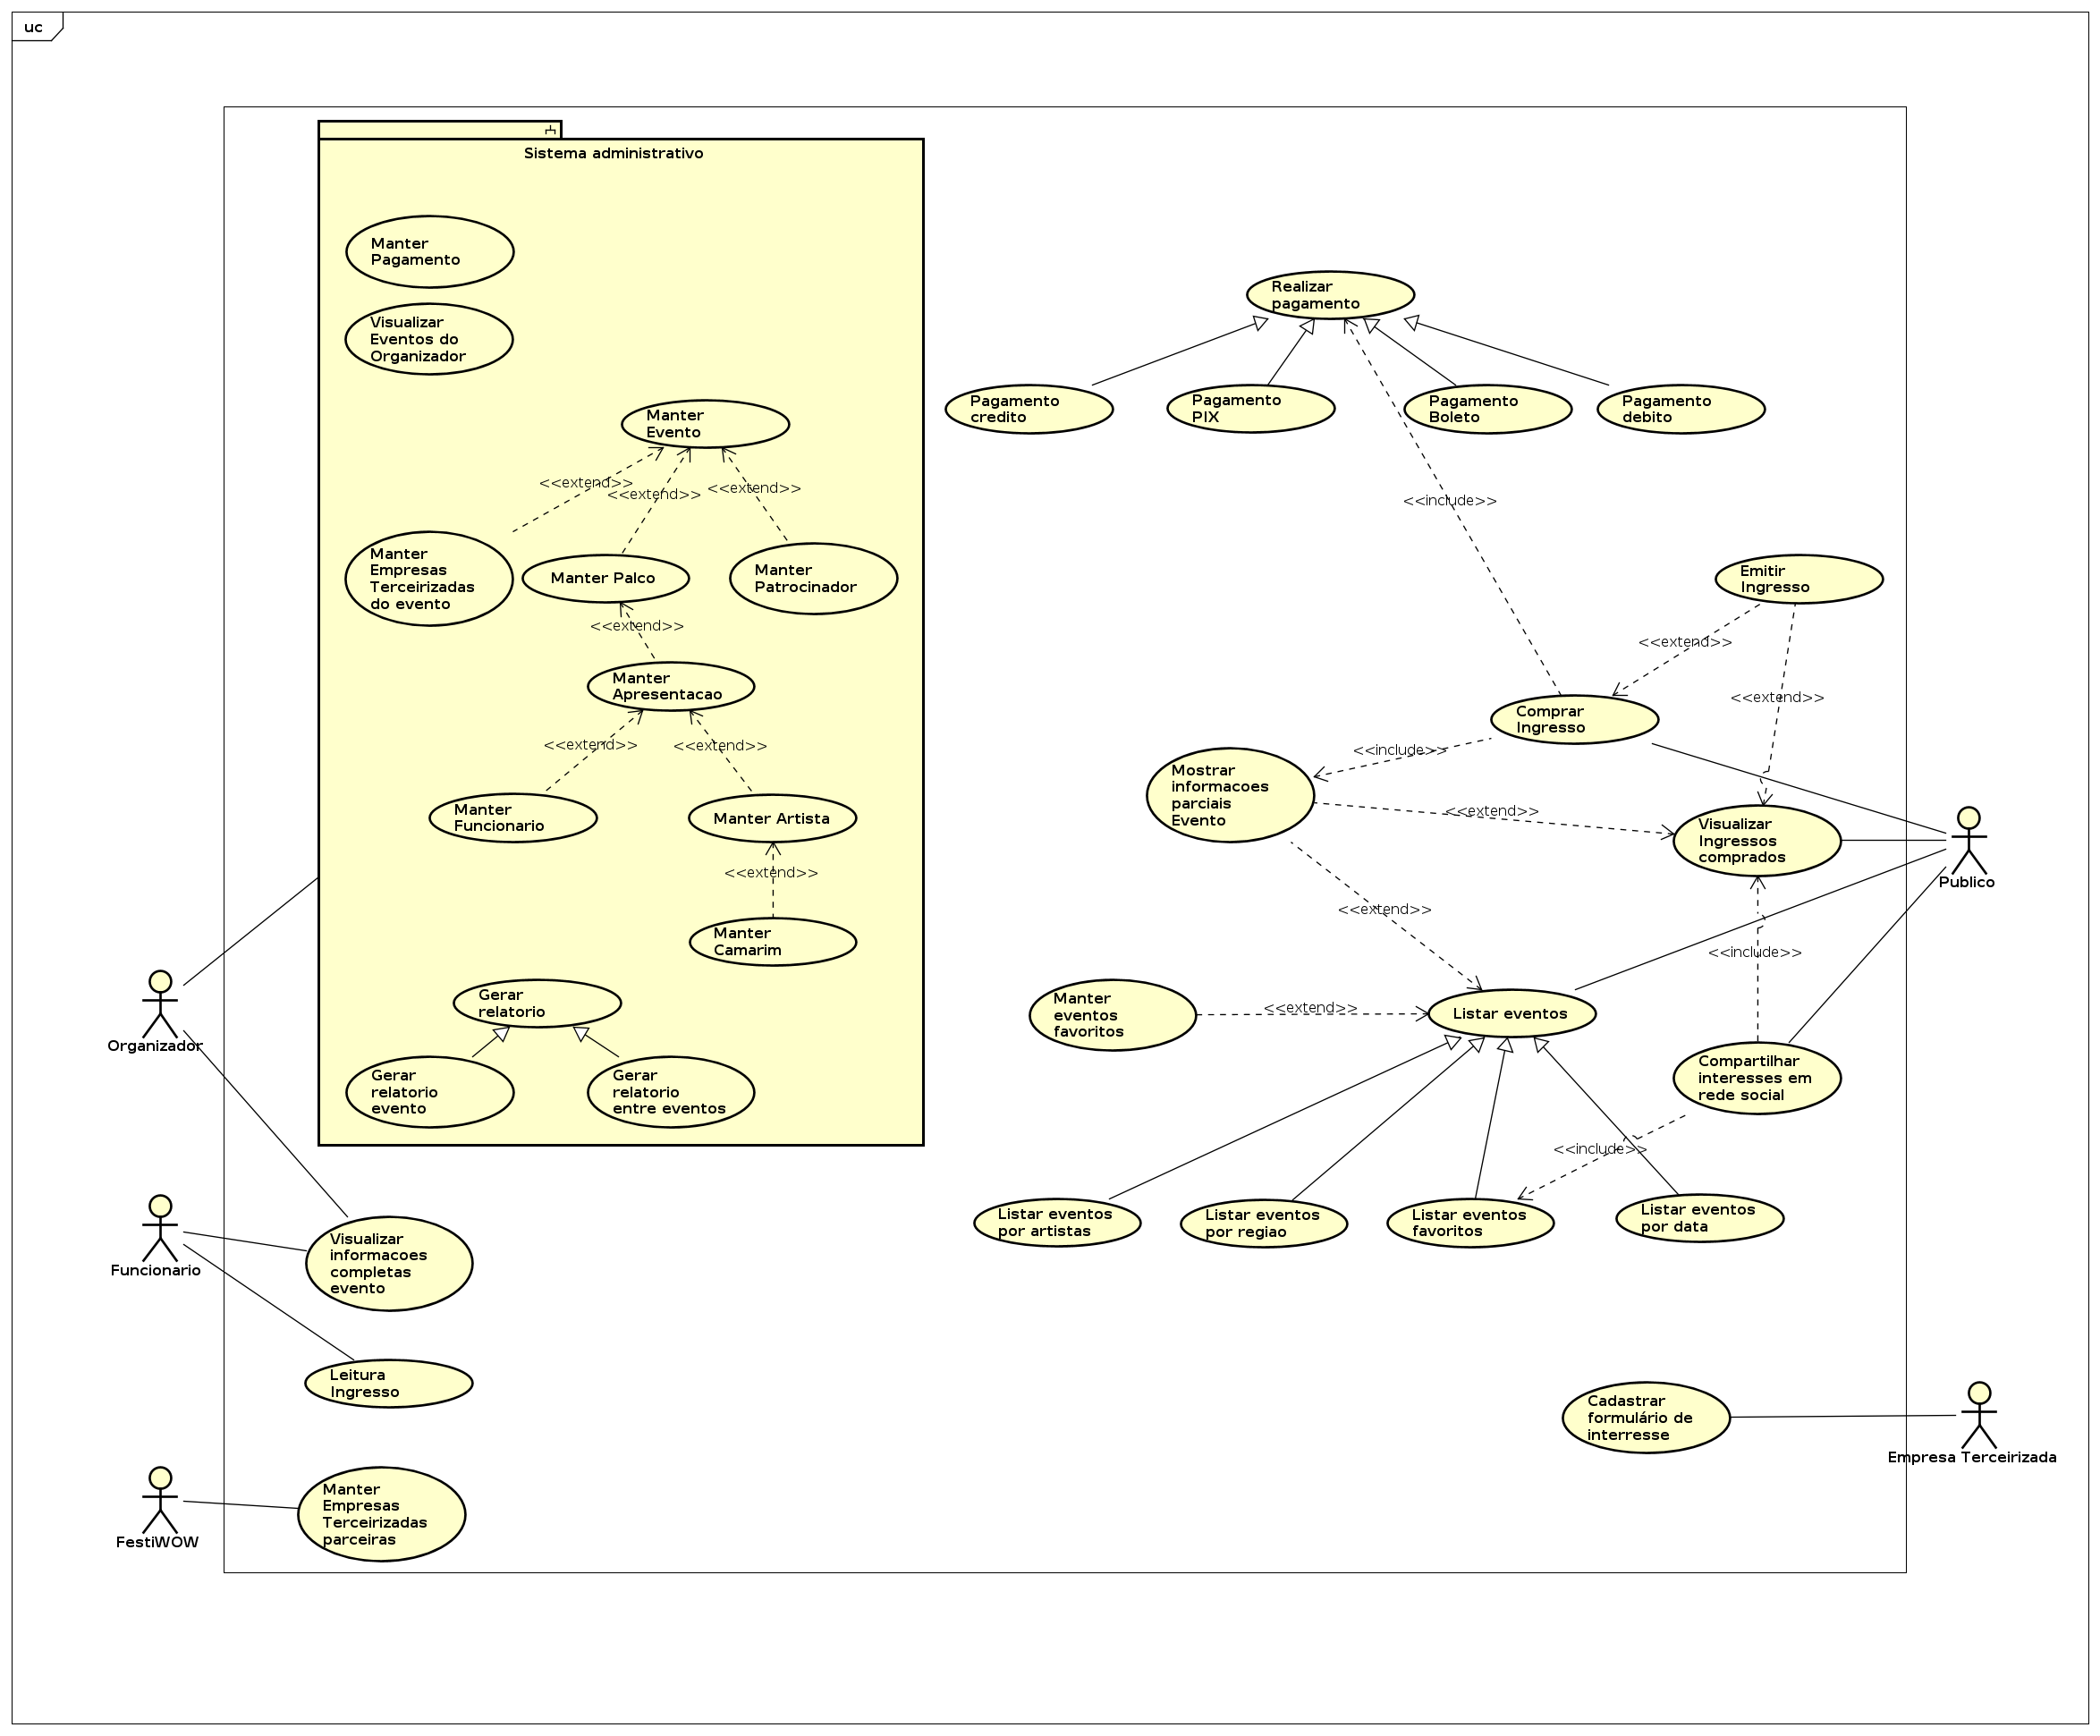 uc
Sistema administrativo
Manter
Pagamento
Visualizar
Eventos do
Organizador
Manter
Evento
<<extend>>
<<extend>>
<<extend>>
Manter
Empresas
Terceirizadas
do evento
Manter Palco
Manter
Patrocinador
<<extend>>
Manter
Apresentacao
<<extend>>
<<extend>>
Manter
Funcionario
Manter Artista
<<extend>>
Manter
Camarim
Gerar
relatorio
Gerar
relatorio
evento
Gerar
relatorio
entre eventos
Realizar
pagamento
Pagamento
credito
Pagamento
PIX
Pagamento
Boleto
Pagamento
debito
<<include>>
Emitir
Ingresso
<<extend>>
<<extend>>
Comprar
Ingresso
<<include>>
Mostrar
informacoes
parciais
Evento
<<extend>>
Visualizar
Ingressos
comprados
Publico
<<extend>>
<<include>>
Manter
eventos
favoritos
<<extend>>
Listar eventos
Compartilhar
interesses em
rede social
<<include>>
Listar eventos
por artistas
Listar eventos
por regiao
Listar eventos
favoritos
Listar eventos
por data
Organizador
Funcionario
Visualizar
informacoes
completas
evento
Leitura
Ingresso
Cadastrar
formulário de
interresse
Empresa Terceirizada
FestiWOW
Manter
Empresas
Terceirizadas
parceiras